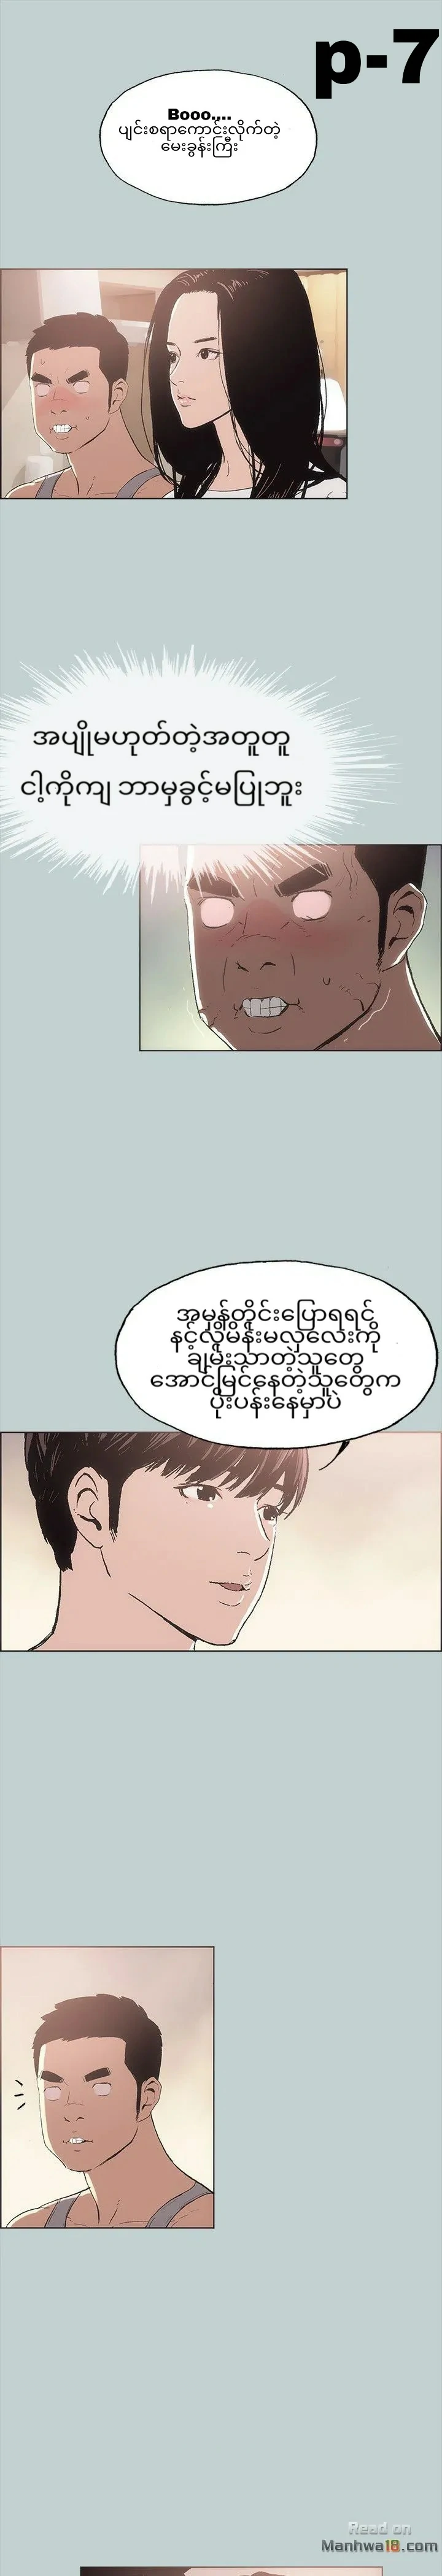 p-7
Booo....
ပျင်းစရာကောင်းလိုက်တဲ့
မေးခွန်းကြီး
အပျိုမဟုတ်တဲ့အတူတူ
ငါ့ကိုကျ ဘာမှခွင့်မပြုဘူး
အမှန်တိုင်းပြောရရင်
နင့်လိုမိန်းမလှလေးကို
ချမ်းသာတဲ့သူတွေ
အောင်မြင်နေတဲ့သူတွေက
ပိုးပန်းနေမှာပဲ
Read on
Manhwa18.com